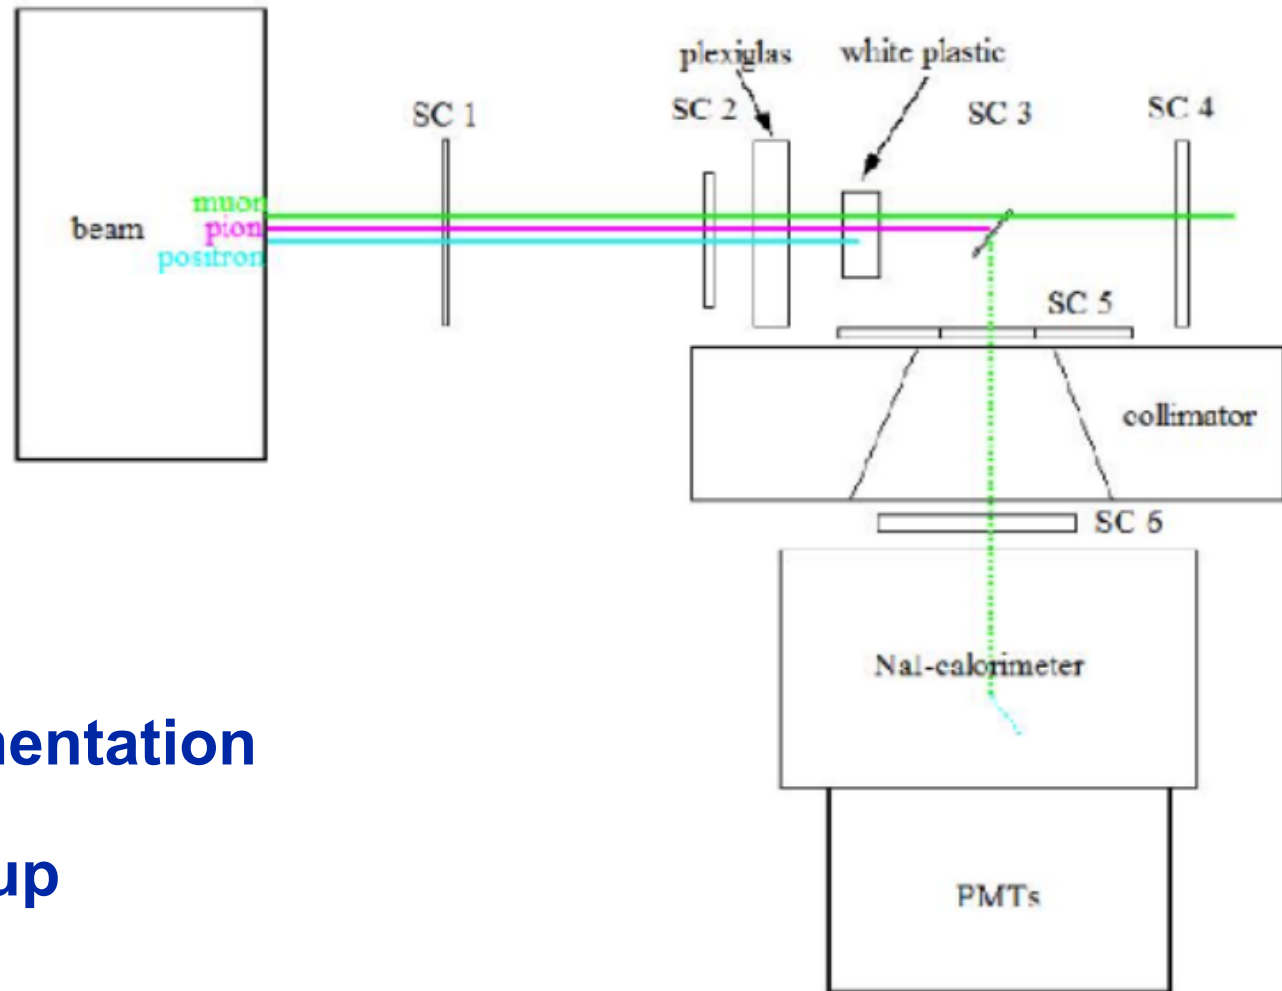 plexiglas
white plastic
SC 1
SC 2
SC 3
SC 4
muon
beam
pion
positron
SC 5
collimator
SC 6
NaI-calorimeter
mentation
up
PMTs